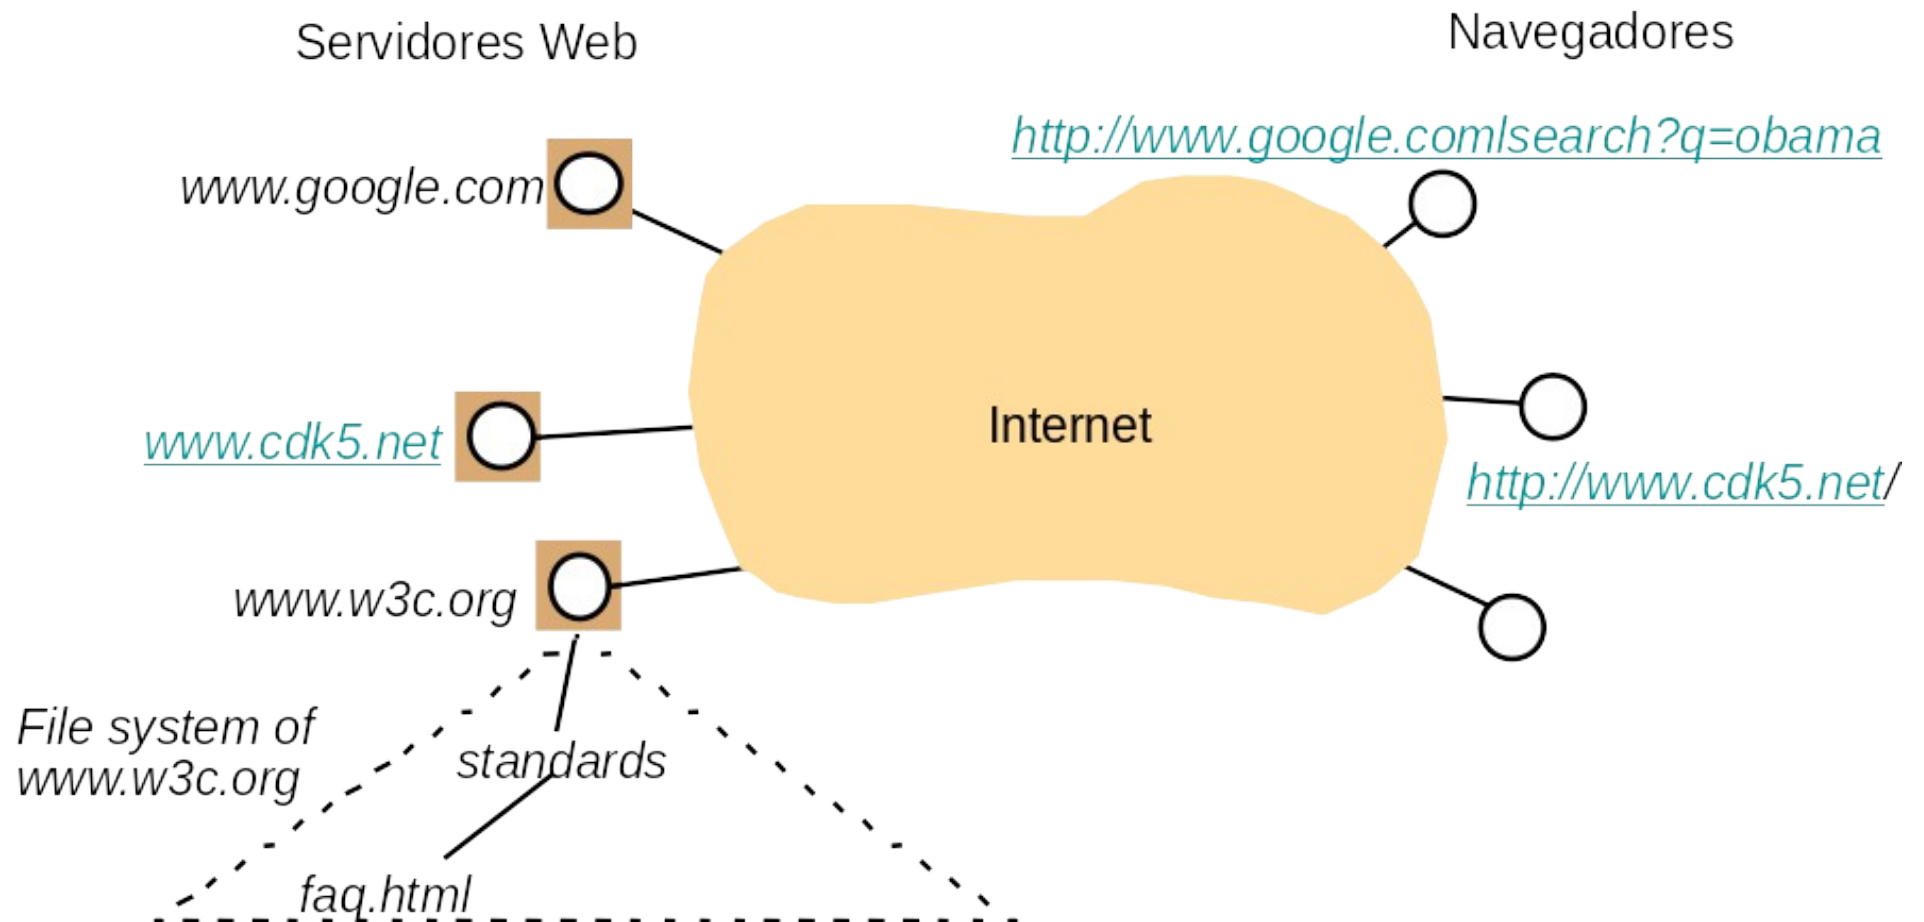 Servidores Web
Navegadores
http://www.google.comlsearch?q=obama
www.google.com
Internet
www.cdk5.net
http://www.cdk5.net/
www.w3c.org
File system of
www.w3c.org
standards
faq.html